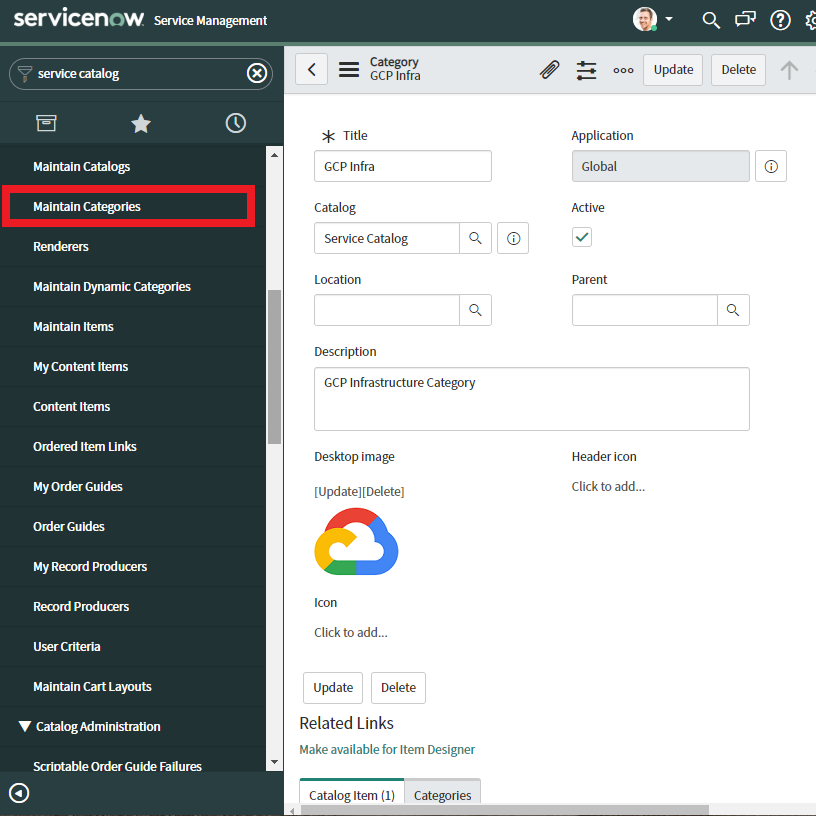 servicenow Service Management
service catalog
Maintain Catalogs
Maintain Categories
Renderers
Maintain Dynamic Categories
Maintain Items
My Content Items
Content Items
Ordered Item Links
My Order Guides
Order Guides
My Record Producers
Record Producers
User Criteria
Maintain Cart Layouts
Catalog Administration
Scriptable Order Guide Failures
Category
GCP Infra
Update
Delete
Title
Application
GCP Infra
Global
Catalog
Active
Service Catalog
Location
Parent
Description
GCP Infrastructure Category
Desktop image
Header icon
[Update][Delete]
Click to add...
Icon
Click to add...
Update
Delete
Related Links
Make available for Item Designer
Catalog Item (1)
Categories